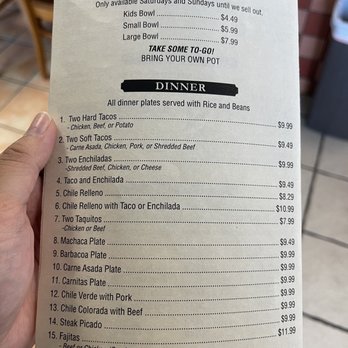 Only available Saturdays and Sundays until we sell out.
Kids Bowl $4.49
Small Bowl $5.99
Large Bowl $7.99
TAKE SOME TO-GO!
BRING YOUR OWN POT
DINNER
All dinner plates served with Rice and Beans
1. Two Hard Tacos $9.99
- Chicken, Beef, or Potato
2. Two Soft Tacos $9.49
- Carne Asada, Chicken, Pork, or Shredded Beef
3. Two Enchiladas $9.99
-Shredded Beef, Chicken, or Cheese
4. Taco and Enchilada $9.49
5. Chile Relleno $8.29
6. Chile Relleno with Taco or Enchilada $10.99
7. Two Taquitos $7.99
-Chicken or Beef
8. Machaca Plate $9.49
9. Barbacoa Plate $9.99
10. Carne Asada Plate $9.99
11. Carnitas Plate $9.99
12. Chile Verde with Pork $9.99
13. Chile Colorada with Beef $9.99
14. Steak Picado $9.99
15. Fajitas $11.99
- Beef or Chicken